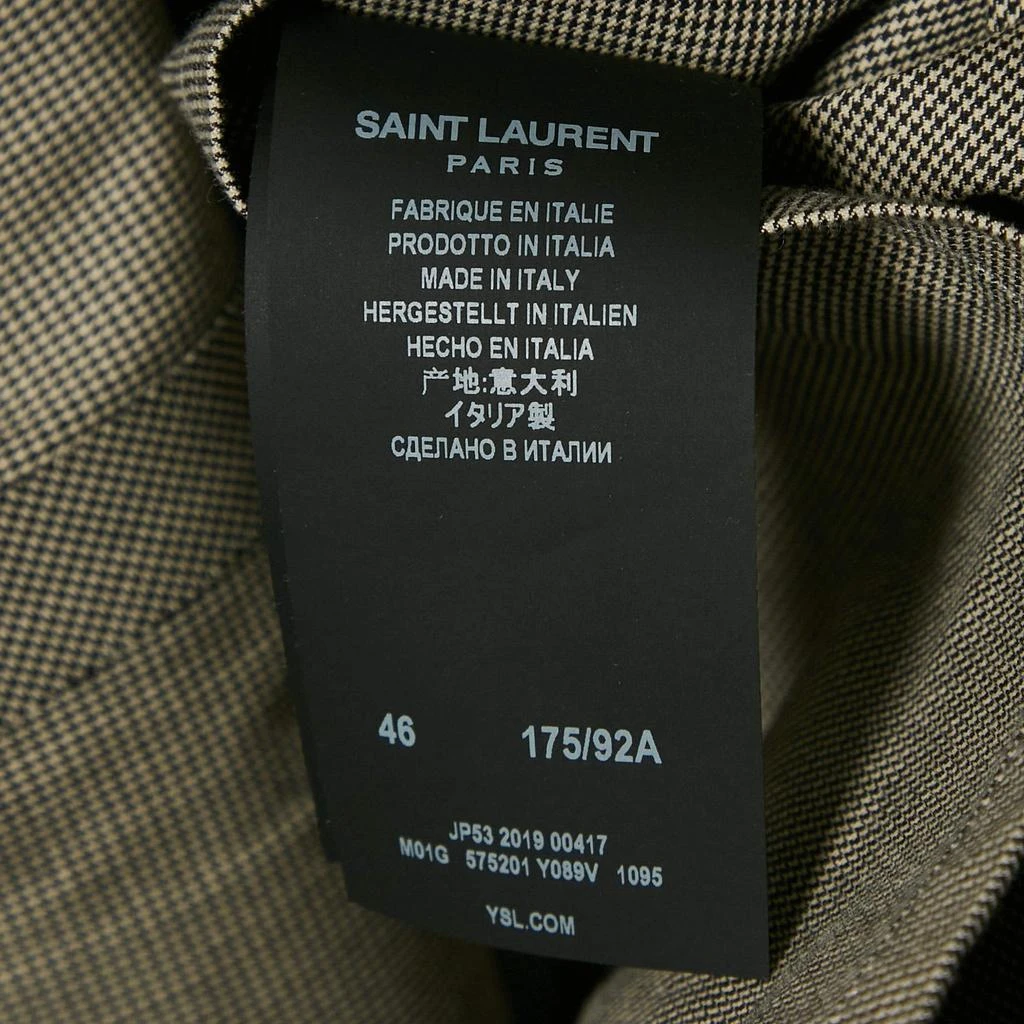 SAINT LAURENT
PARIS
FABRIQUE EN ITALIE
PRODOTTO IN ITALIA
MADE IN ITALY
HERGESTELLT IN ITALIEN
HECHO EN ITALIA
产地:意大利
イタリア製
СДЕЛАНО В ИТАЛИИ
46 175/92A
JP53 2019 00417
M01G 575201 Y089V 1095
YSL.COM